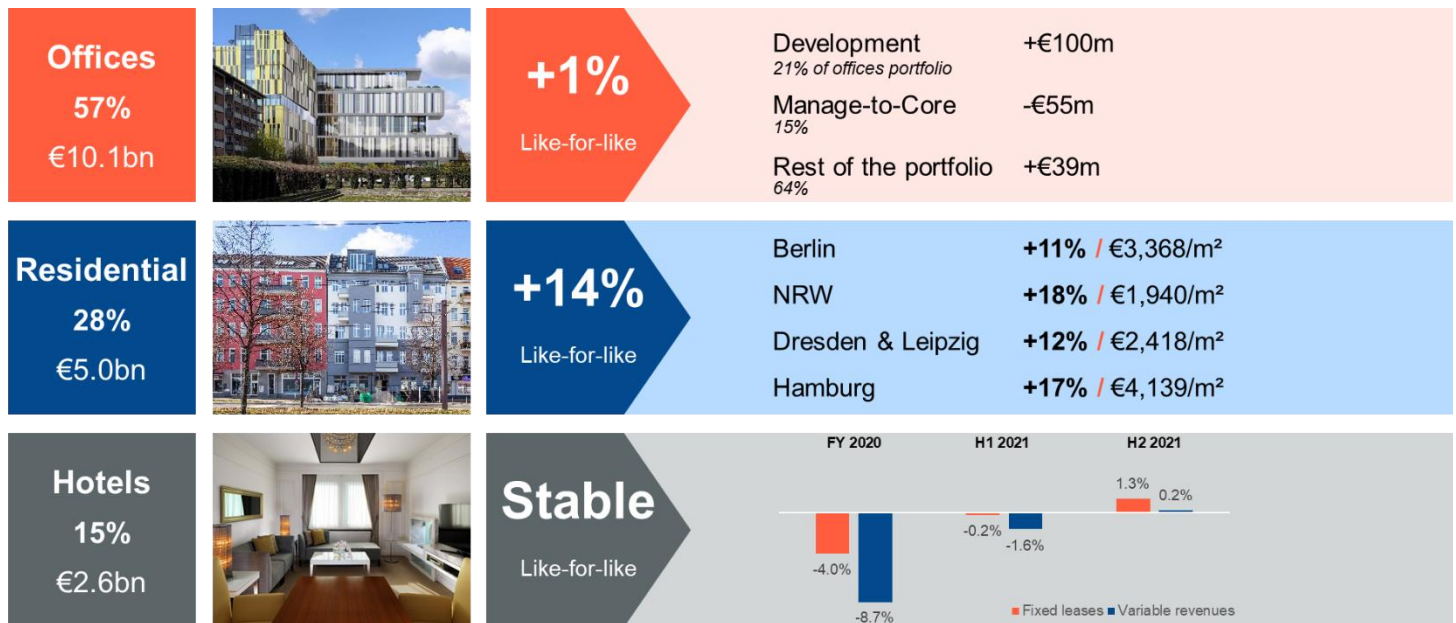 Offices
57%
€10.1bn
+1%
Like-for-like
Development +€100m
21% of offices portfolio
Manage-to-Core -€55m
15%
Rest of the portfolio +€39m
64%
Residential
28%
€5.0bn
+14%
Like-for-like
Berlin +11% / €3,368/m²
NRW +18% / €1,940/m²
Dresden & Leipzig +12% / €2,418/m²
Hamburg +17% / €4,139/m²
Hotels
15%
€2.6bn
Stable
Like-for-like
FY 2020 H1 2021 H2 2021
1.3%
0.2%
-0.2%
-1.6%
-4.0%
-8.7%
Fixed leases Variable revenues